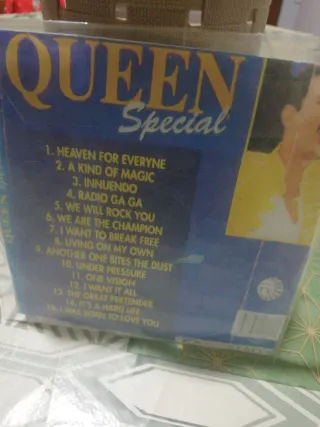 QUEEN
Special
1. HEAVEN FOR EVERYNE
2. A KIND OF MAGIC
3. INNUENDO
4. RADIO GA GA
5. WE WILL ROCK YOU
6. WE ARE THE CHAMPION
7. I WANT TO BREAK FREE
8. LIVING ON MY OWN
9. ANOTHER ONE BITES THE DUST
10. UNDER PRESSURE
11. ONE VISION
12. I WANT IT ALL
13. THE GREAT PRETENDER
14. IT'S A HARD LIFE
15. I WAS BORN TO LOVE YOU
QUEEN